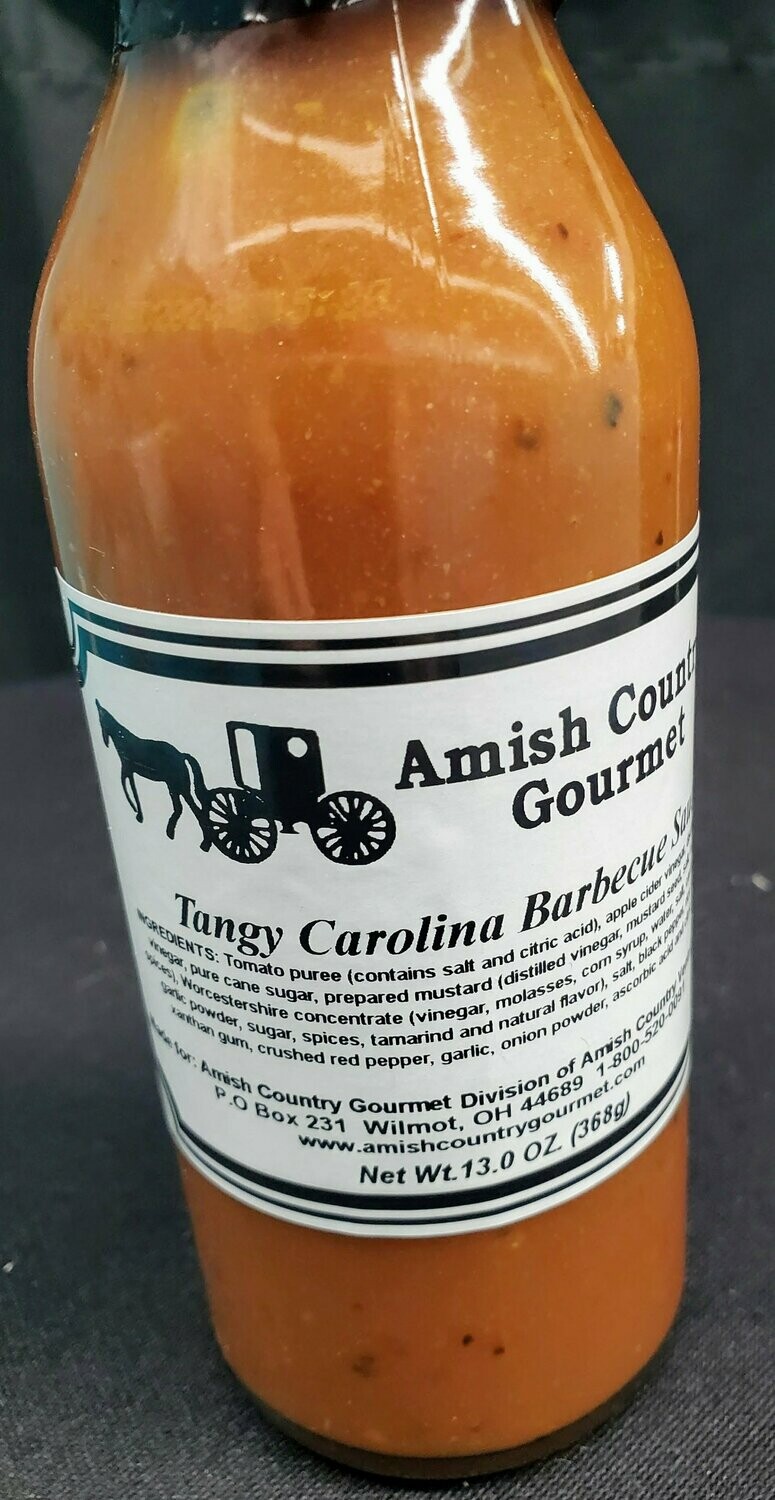 Amish Countr
Gourmet
Tangy Carolina Barbecue Sau
INGREDIENTS: Tomato puree (contains salt and citric acid), apple cider vinegar
vinegar, pure cane sugar, prepared mustard (distilled vinegar, mustard seed,
spices), Worcestershire concentrate (vinegar, molasses, corn syrup, water, salt,
garlic powder, sugar, spices, tamarind and natural flavor), salt, black pepper,
xanthan gum, crushed red pepper, garlic, onion powder, ascorbic acid
Made for: Amish Country Gourmet Division of Amish Country
P.O Box 231 Wilmot, OH 44689 1-800-520-00
www.amishcountrygourmet.com
Net Wt.13.0 OZ. (368g)